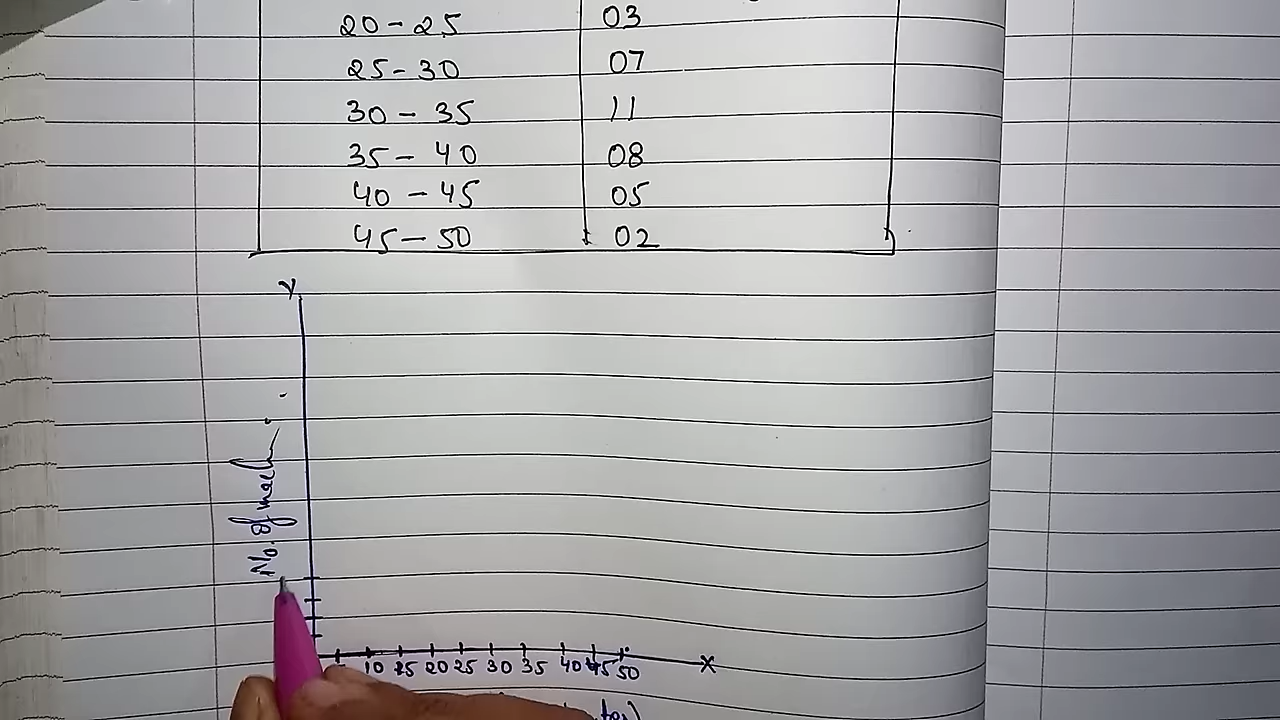 20 - 25 03
25 - 30 07
30 - 35 11
35 - 40 08
40 - 45 05
45 - 50 02
Y
No. of mach
10 15 20 25 30 35 40 45 50 X